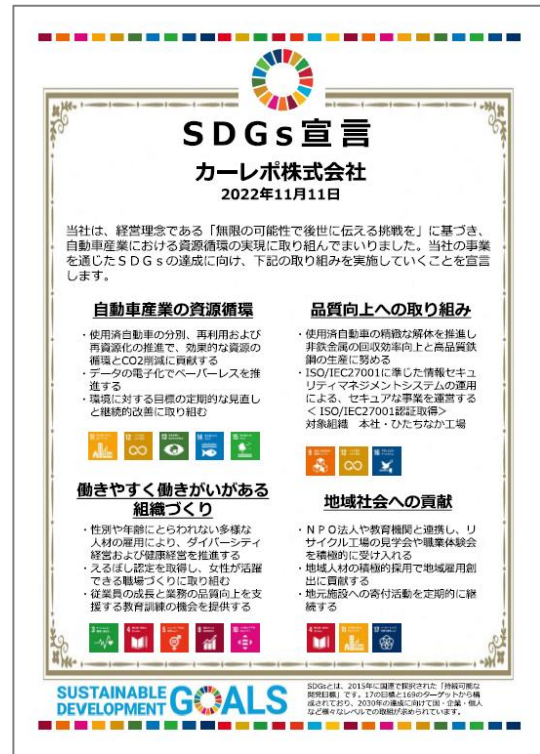 SDGs宣言
カーレポ株式会社
2022年11月11日
当社は、経営理念である「無限の可能性で後世に伝える挑戦を」に基づき、
自動車産業における資源循環の実現に取り組んでまいりました。当社の事業
を通じたSDGsの達成に向け、下記の取り組みを実施していくことを宣言
します。
自動車産業の資源循環
・使用済自動車の分別、再利用および
再資源化の推進で、効果的な資源の
循環とCO2削減に貢献する
・データの電子化でペーパーレスを推
進する
・環境に対する目標の定期的な見直し
と継続的改善に取り組む
11
12
13
14
15
品質向上への取り組み
・使用済自動車の精緻な解体を推進し
非鉄金属の回収効率向上と高品質鉄
鋼の生産に努める
・ISO/IEC27001に準じた情報セキュ
リティマネジメントシステムの運用
による、セキュアな事業を運営する
＜ISO/IEC27001認証取得＞
対象組織 本社・ひたちなか工場
9
12
16
働きやすく働きがいがある
組織づくり
・性別や年齢にとらわれない多様な
人材の雇用により、ダイバーシティ
経営および健康経営を推進する
・えるぼし認定を取得し、女性が活躍
できる職場づくりに取り組む
・従業員の成長と業務の品質向上を支
援する教育訓練の機会を提供する
3
4
5
8
10
地域社会への貢献
・NPO法人や教育機関と連携し、リ
サイクル工場の見学会や職業体験会
を積極的に受け入れる
・地域人材の積極的採用で地域雇用創
出に貢献する
・地元施設への寄付活動を定期的に継
続する
4
11
17
SUSTAINABLE
DEVELOPMENT
GOALS
SDGsとは、2015年に国連で採択された「持続可能な
開発目標」です。17の目標と169のターゲットから構
成されており、2030年の達成に向けて国・企業・個人
など様々なレベルでの取組が求められています。